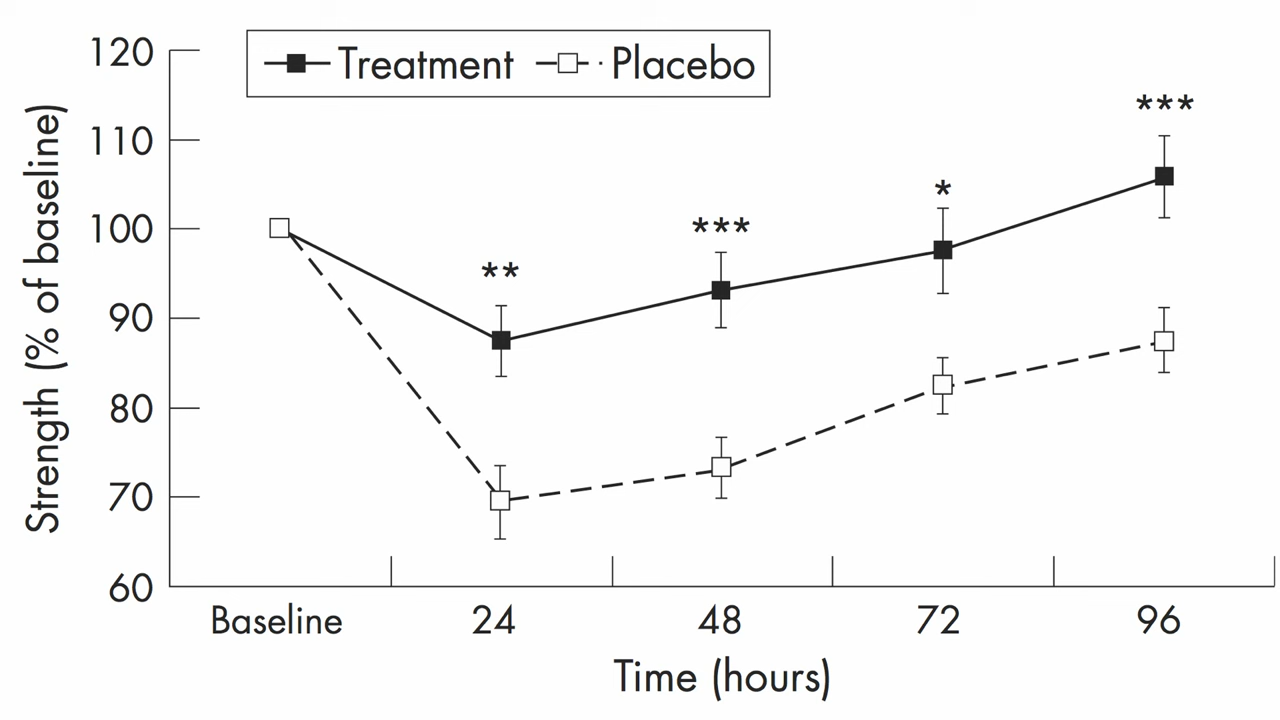 Treatment Placebo
120
110
100
90
80
70
60
Strength (% of baseline)
**
***
*
***
Baseline 24 48 72 96
Time (hours)